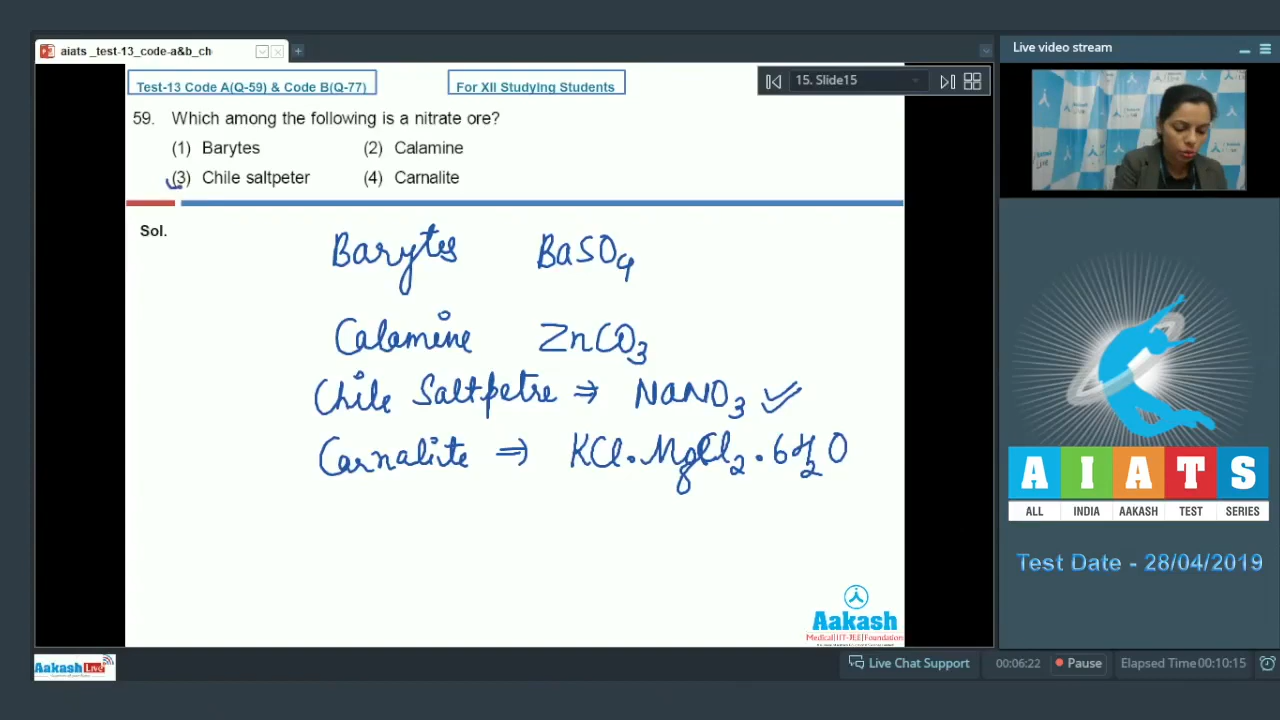 aiats _test-13_code-a&b_ch
Live video stream
Test-13 Code A(Q-59) & Code B(Q-77)
For XII Studying Students
15. Slide15
59. Which among the following is a nitrate ore?
(1) Barytes (2) Calamine
(3) Chile saltpeter (4) Carnalite
Sol.
Barytes BaSO4
Calamine ZnCO3
Chile Saltpetre ⇒ NaNO3 ✓
Carnalite ⇒ KCl.MgCl2.6H2O
A I A T S
ALL INDIA AAKASH TEST SERIES
Test Date - 28/04/2019
Aakash
Medical|IIT-JEE|Foundation
Aakash Live
Live Chat Support
00:06:22
Pause
Elapsed Time 00:10:15